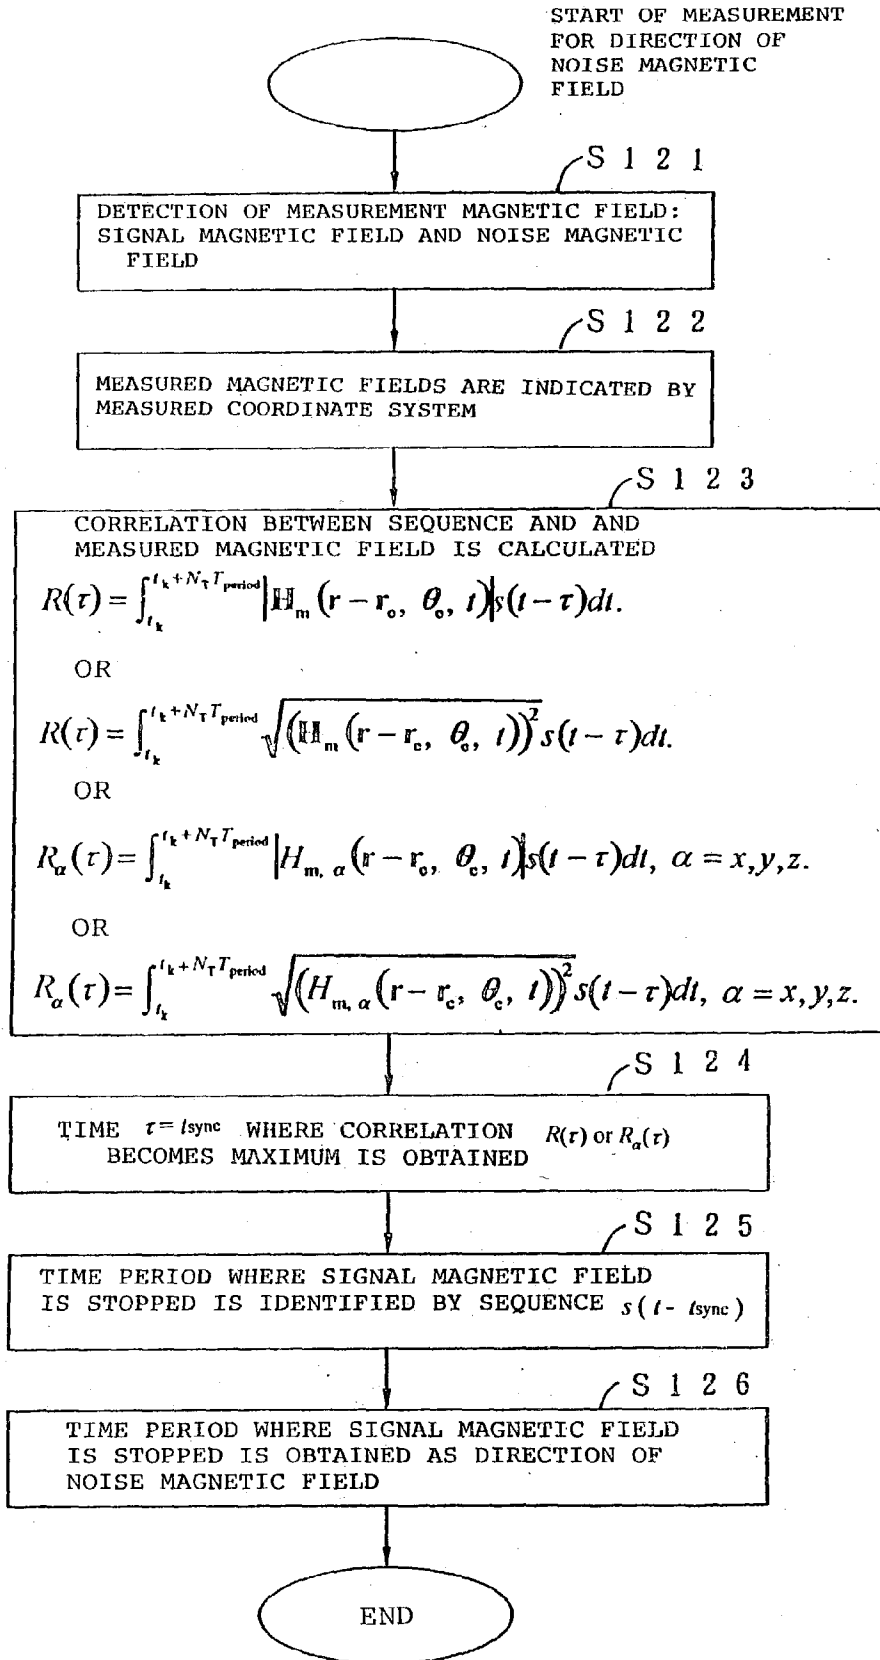 START OF MEASUREMENT
FOR DIRECTION OF
NOISE MAGNETIC
FIELD
S 1 2 1
DETECTION OF MEASUREMENT MAGNETIC FIELD:
SIGNAL MAGNETIC FIELD AND NOISE MAGNETIC
FIELD
S 1 2 2
MEASURED MAGNETIC FIELDS ARE INDICATED BY
MEASURED COORDINATE SYSTEM
S 1 2 3
CORRELATION BETWEEN SEQUENCE AND AND
MEASURED MAGNETIC FIELD IS CALCULATED
R(τ) = ∫_{t_k}^{t_k+N_T T_period} |ℍ_m (r − r_c, θ_c, t)| s(t − τ)dt.
OR
R(τ) = ∫_{t_k}^{t_k+N_T T_period} √((ℍ_m (r − r_c, θ_c, t))²) s(t − τ)dt.
OR
R_α(τ) = ∫_{t_k}^{t_k+N_T T_period} |H_{m, α} (r − r_c, θ_c, t)| s(t − τ)dt, α = x,y,z.
OR
R_α(τ) = ∫_{t_k}^{t_k+N_T T_period} √((H_{m, α} (r − r_c, θ_c, t))²) s(t − τ)dt, α = x,y,z.
S 1 2 4
TIME τ = t_sync WHERE CORRELATION R(τ) or R_α(τ)
BECOMES MAXIMUM IS OBTAINED
S 1 2 5
TIME PERIOD WHERE SIGNAL MAGNETIC FIELD
IS STOPPED IS IDENTIFIED BY SEQUENCE s(t - t_sync)
S 1 2 6
TIME PERIOD WHERE SIGNAL MAGNETIC FIELD
IS STOPPED IS OBTAINED AS DIRECTION OF
NOISE MAGNETIC FIELD
END